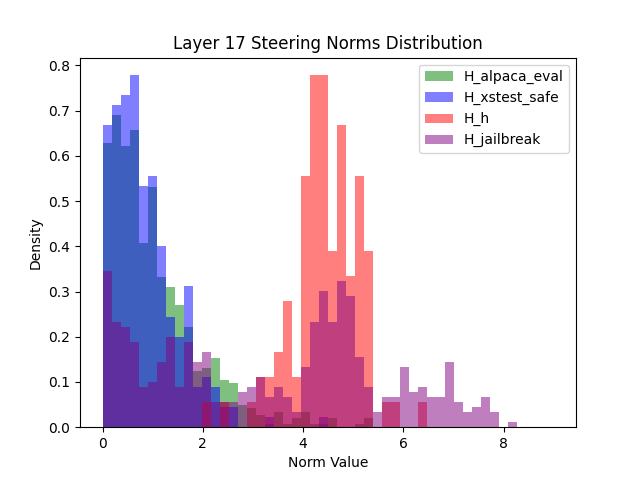 Layer 17 Steering Norms Distribution
H_alpaca_eval
H_xstest_safe
H_h
H_jailbreak
Density
0.8
0.7
0.6
0.5
0.4
0.3
0.2
0.1
0.0
0 2 4 6 8
Norm Value